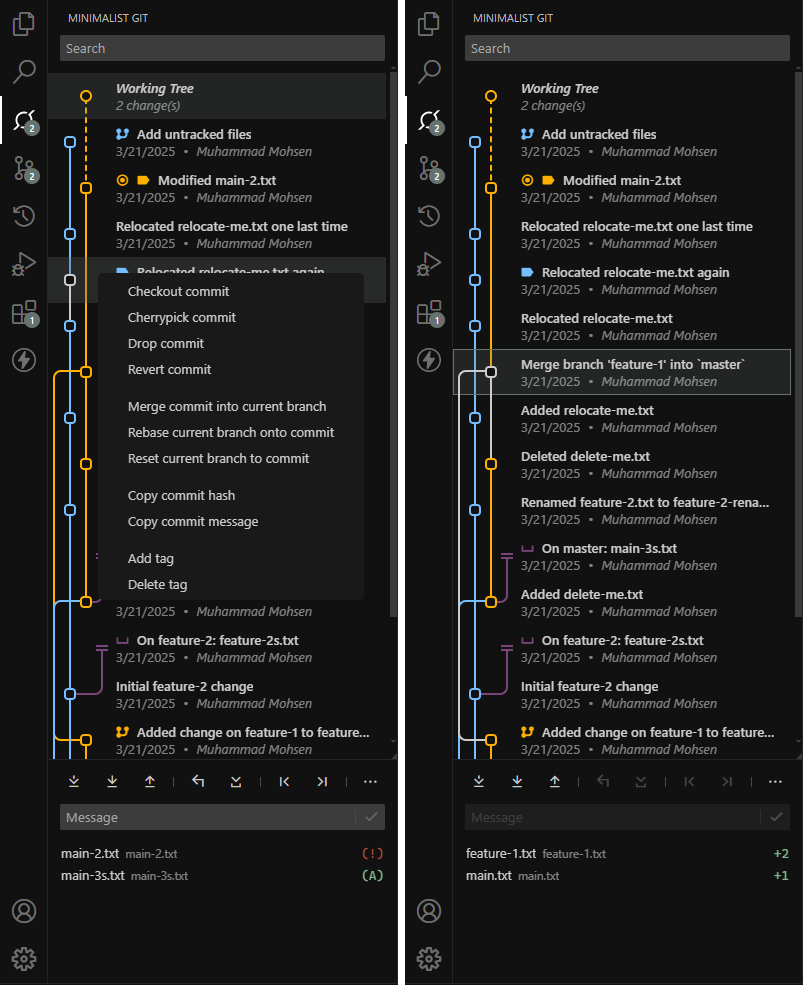 MINIMALIST GIT
Search
Working Tree
2 change(s)
Add untracked files
3/21/2025 • Muhammad Mohsen
2
Modified main-2.txt
3/21/2025 • Muhammad Mohsen
2
Relocated relocate-me.txt one last time
3/21/2025 • Muhammad Mohsen
Relocated relocate-me.txt again
Checkout commit
Cherrypick commit
1
Drop commit
Revert commit
Merge commit into current branch
Rebase current branch onto commit
Reset current branch to commit
Copy commit hash
Copy commit message
Add tag
Delete tag
3/21/2025 • Muhammad Mohsen
On feature-2: feature-2s.txt
3/21/2025 • Muhammad Mohsen
Initial feature-2 change
3/21/2025 • Muhammad Mohsen
Added change on feature-1 to feature...
3/21/2025 • Muhammad Mohsen
Message
main-2.txt main-2.txt (!)
main-3s.txt main-3s.txt (A)
MINIMALIST GIT
Search
Working Tree
2 change(s)
Add untracked files
3/21/2025 • Muhammad Mohsen
2
Modified main-2.txt
3/21/2025 • Muhammad Mohsen
2
Relocated relocate-me.txt one last time
3/21/2025 • Muhammad Mohsen
Relocated relocate-me.txt again
3/21/2025 • Muhammad Mohsen
Relocated relocate-me.txt
3/21/2025 • Muhammad Mohsen
1
Merge branch 'feature-1' into `master`
3/21/2025 • Muhammad Mohsen
Added relocate-me.txt
3/21/2025 • Muhammad Mohsen
Deleted delete-me.txt
3/21/2025 • Muhammad Mohsen
Renamed feature-2.txt to feature-2-rena...
3/21/2025 • Muhammad Mohsen
On master: main-3s.txt
3/21/2025 • Muhammad Mohsen
Added delete-me.txt
3/21/2025 • Muhammad Mohsen
On feature-2: feature-2s.txt
3/21/2025 • Muhammad Mohsen
Initial feature-2 change
3/21/2025 • Muhammad Mohsen
Added change on feature-1 to feature...
3/21/2025 • Muhammad Mohsen
Message
feature-1.txt feature-1.txt +2
main.txt main.txt +1